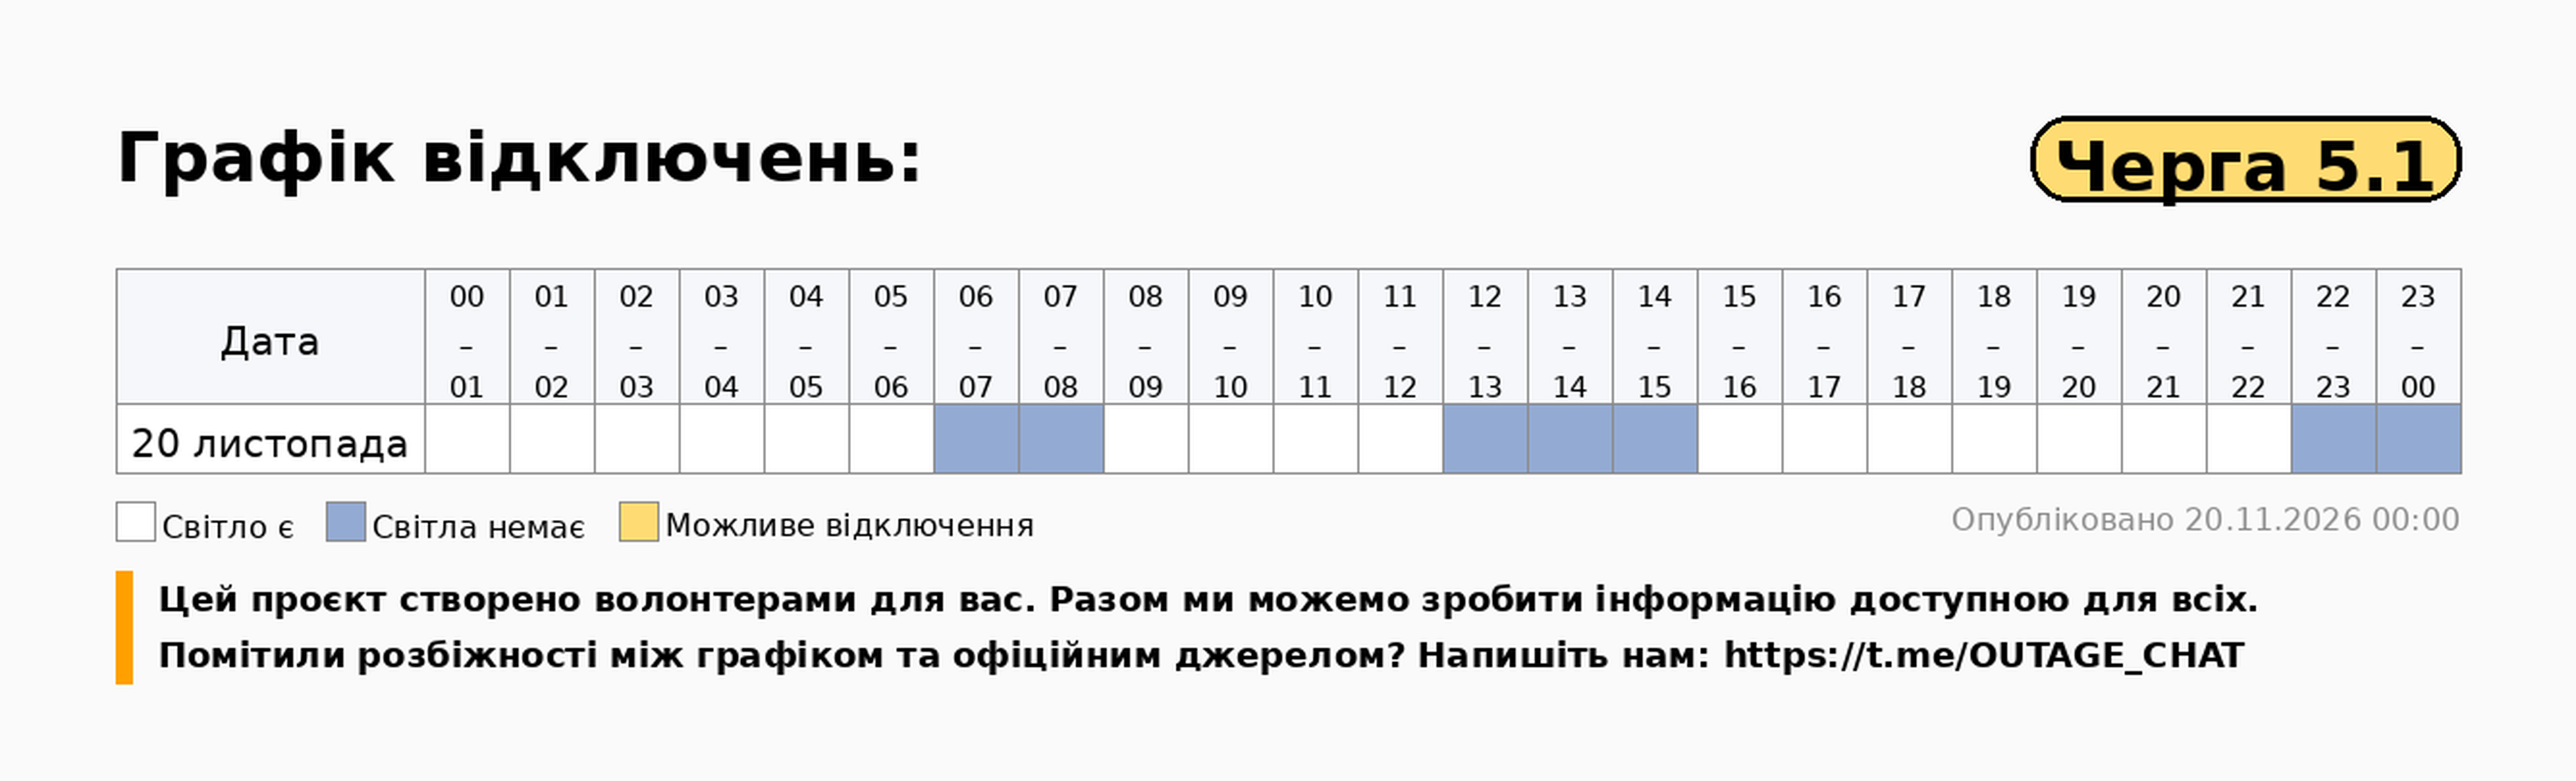 Графік відключень:
Черга 5.1
Дата 00 – 01 01 – 02 02 – 03 03 – 04 04 – 05 05 – 06 06 – 07 07 – 08 08 – 09 09 – 10 10 – 11 11 – 12 12 – 13 13 – 14 14 – 15 15 – 16 16 – 17 17 – 18 18 – 19 19 – 20 20 – 21 21 – 22 22 – 23 23 – 00
20 листопада
Світло є Світла немає Можливе відключення
Опубліковано 20.11.2026 00:00
Цей проєкт створено волонтерами для вас. Разом ми можемо зробити інформацію доступною для всіх.
Помітили розбіжності між графіком та офіційним джерелом? Напишіть нам: https://t.me/OUTAGE_CHAT